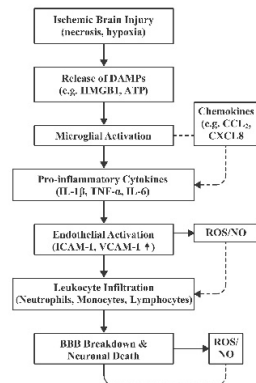 Ischemic Brain Injury
(necrosis, hypoxia)
Release of DAMPs
(e.g. HMGB1, ATP)
Chemokines
(e.g. CCL2,
CXCL8
Microglial Activation
Pro-inflammatory Cytokines
(IL-1β, TNF-α, IL-6)
Endothelial Activation
(ICAM-1, VCAM-1 ↑)
ROS/NO
Leukocyte Infiltration
(Neutrophils, Monocytes, Lymphocytes)
BBB Breakdown &
Neuronal Death
ROS/
NO